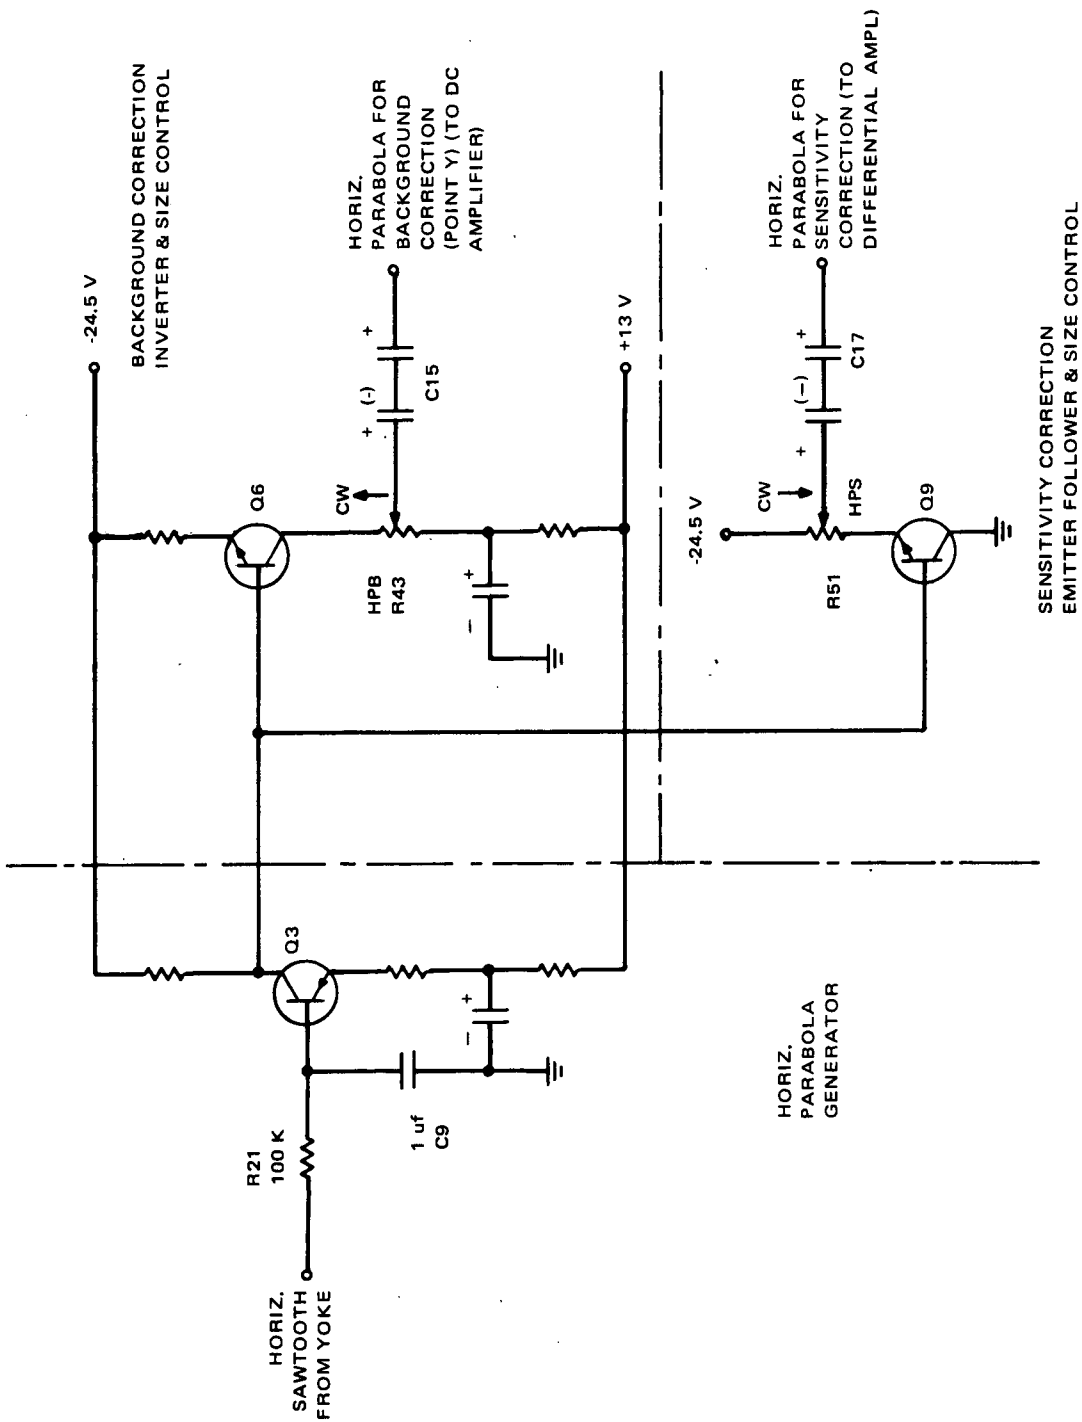 -24.5 V
BACKGROUND CORRECTION
INVERTER & SIZE CONTROL
HORIZ.
PARABOLA FOR
BACKGROUND
CORRECTION
(POINT Y) (TO DC
AMPLIFIER)
Q6
CW
+ (-) +
C15
HPB
R43
+
-
+13 V
Q3
+
-
HORIZ.
SAWTOOTH
FROM YOKE
R21
100 K
1 uf
C9
HORIZ.
PARABOLA
GENERATOR
-24.5 V
CW
HPS
R51
+ (-) +
C17
Q9
HORIZ.
PARABOLA FOR
SENSITIVITY
CORRECTION (TO
DIFFERENTIAL AMPL)
SENSITIVITY CORRECTION
EMITTER FOLLOWER & SIZE CONTROL